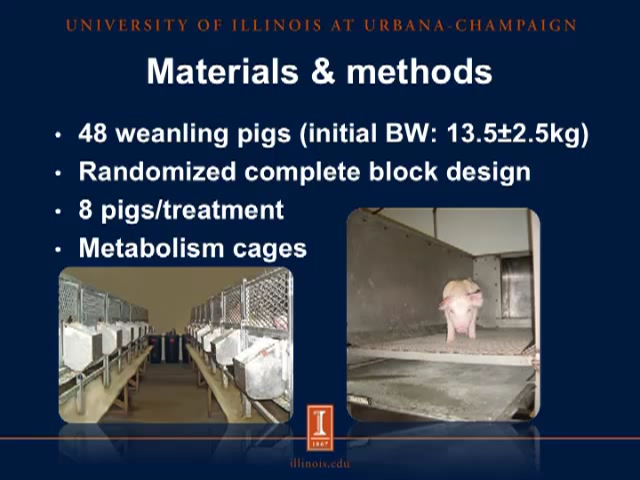 UNIVERSITY OF ILLINOIS AT URBANA-CHAMPAIGN
Materials & methods
• 48 weanling pigs (initial BW: 13.5±2.5kg)
• Randomized complete block design
• 8 pigs/treatment
• Metabolism cages
I
1867
illinois.edu